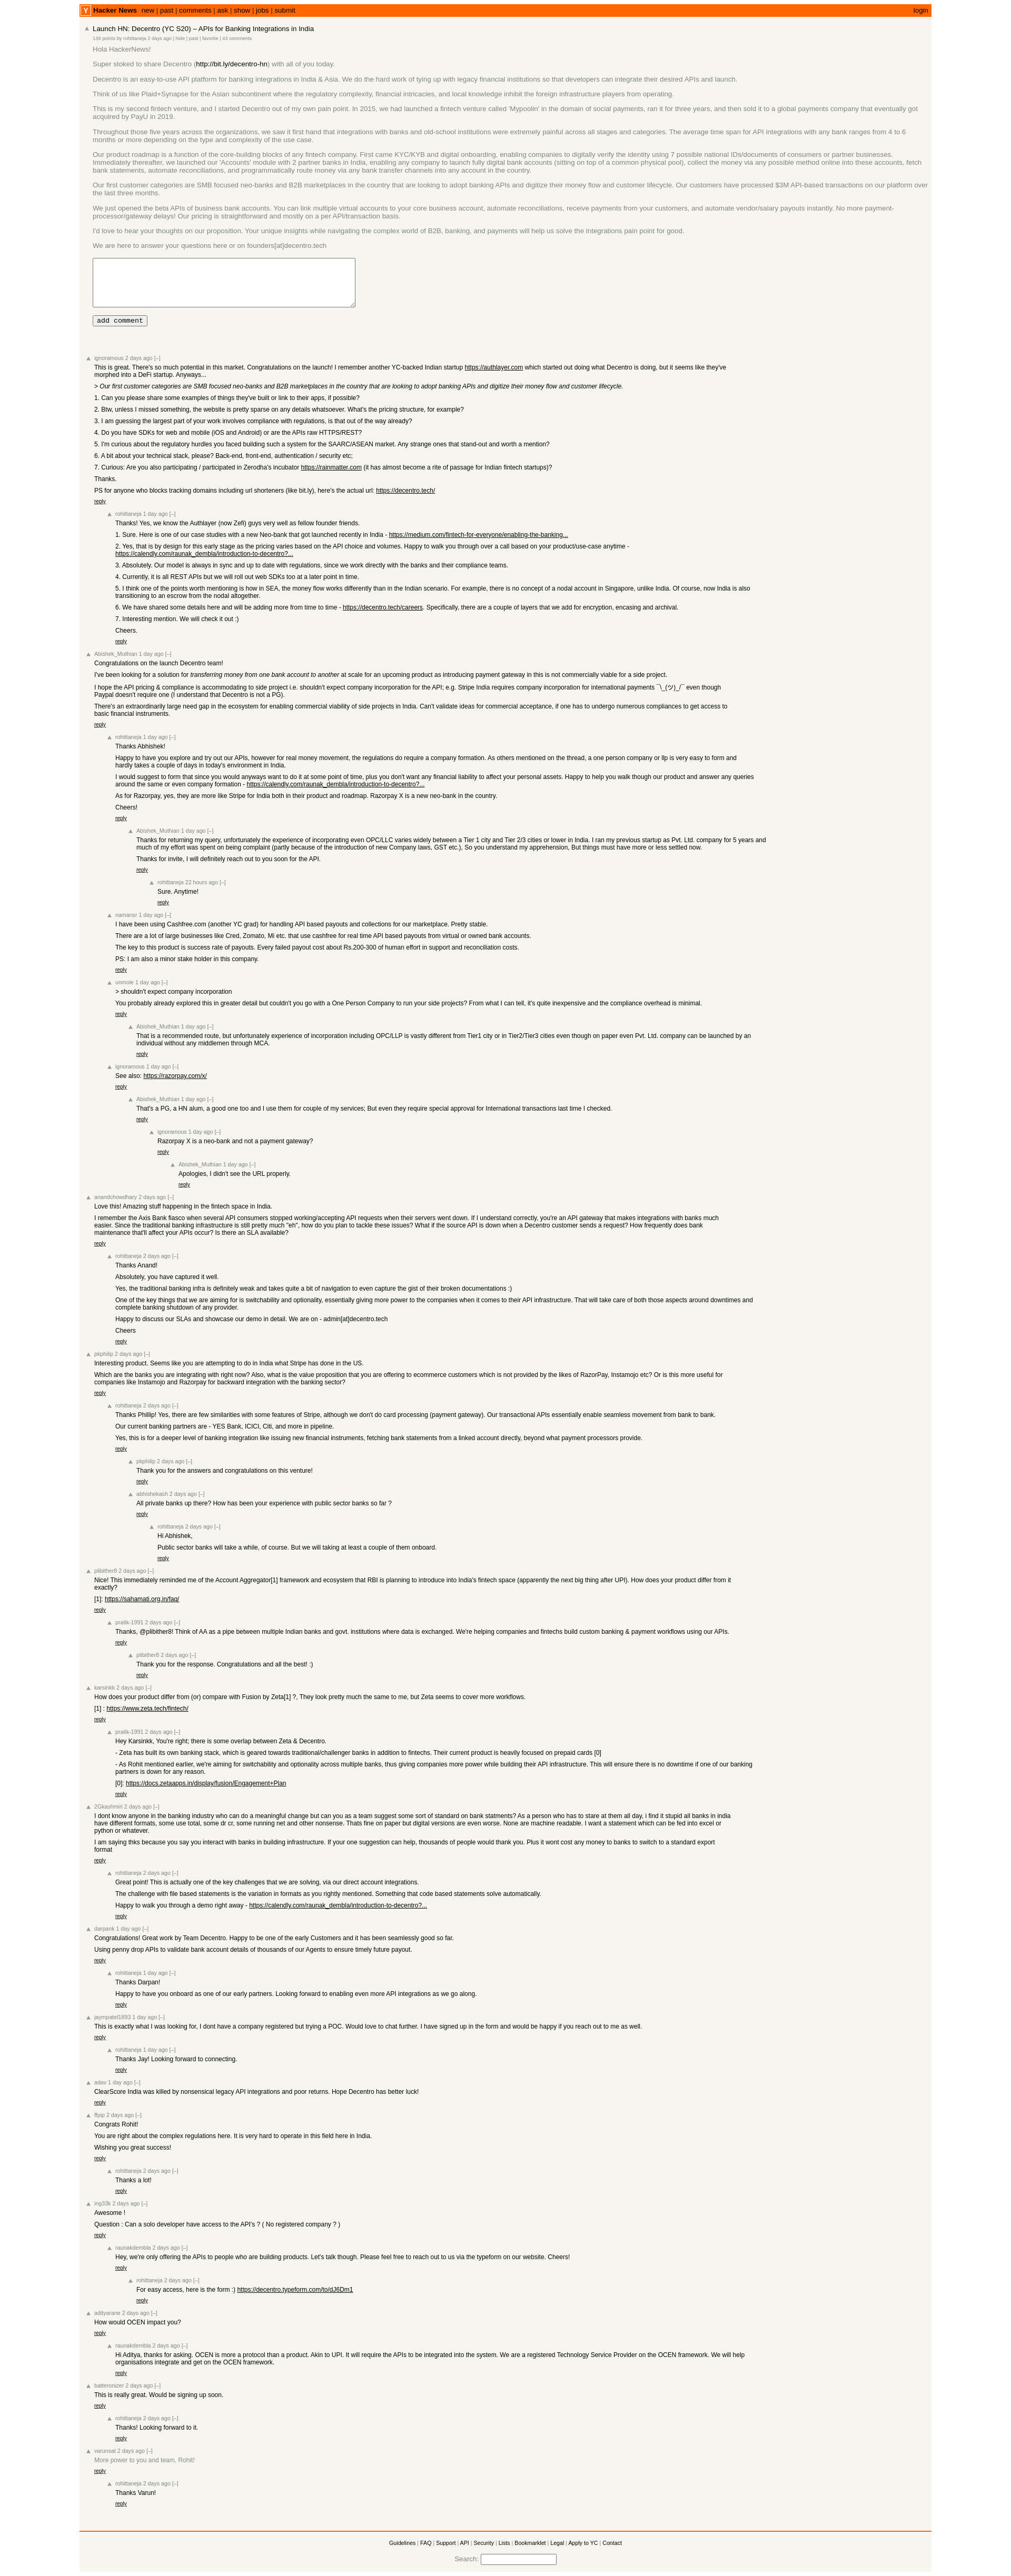 Y Hacker News new | past | comments | ask | show | jobs | submit login
Launch HN: Decentro (YC S20) – APIs for Banking Integrations in India
139 points by rohittaneja 2 days ago | hide | past | favorite | 43 comments
Hola HackerNews!
Super stoked to share Decentro (http://bit.ly/decentro-hn) with all of you today.
Decentro is an easy-to-use API platform for banking integrations in India & Asia. We do the hard work of tying up with legacy financial institutions so that developers can integrate their desired APIs and launch.
Think of us like Plaid+Synapse for the Asian subcontinent where the regulatory complexity, financial intricacies, and local knowledge inhibit the foreign infrastructure players from operating.
This is my second fintech venture, and I started Decentro out of my own pain point. In 2015, we had launched a fintech venture called 'Mypoolin' in the domain of social payments, ran it for three years, and then sold it to a global payments company that eventually got
acquired by PayU in 2019.
Throughout those five years across the organizations, we saw it first hand that integrations with banks and old-school institutions were extremely painful across all stages and categories. The average time span for API integrations with any bank ranges from 4 to 6
months or more depending on the type and complexity of the use case.
Our product roadmap is a function of the core-building blocks of any fintech company. First came KYC/KYB and digital onboarding, enabling companies to digitally verify the identity using 7 possible national IDs/documents of consumers or partner businesses.
Immediately thereafter, we launched our 'Accounts' module with 2 partner banks in India, enabling any company to launch fully digital bank accounts (sitting on top of a common physical pool), collect the money via any possible method online into these accounts, fetch
bank statements, automate reconciliations, and programmatically route money via any bank transfer channels into any account in the country.
Our first customer categories are SMB focused neo-banks and B2B marketplaces in the country that are looking to adopt banking APIs and digitize their money flow and customer lifecycle. Our customers have processed $3M API-based transactions on our platform over
the last three months.
We just opened the beta APIs of business bank accounts. You can link multiple virtual accounts to your core business account, automate reconciliations, receive payments from your customers, and automate vendor/salary payouts instantly. No more payment-
processor/gateway delays! Our pricing is straightforward and mostly on a per API/transaction basis.
I'd love to hear your thoughts on our proposition. Your unique insights while navigating the complex world of B2B, banking, and payments will help us solve the integrations pain point for good.
We are here to answer your questions here or on founders[at]decentro.tech
add comment
ignoramous 2 days ago [–]
This is great. There's so much potential in this market. Congratulations on the launch! I remember another YC-backed Indian startup https://authlayer.com which started out doing what Decentro is doing, but it seems like they've
morphed into a DeFi startup. Anyways...
> Our first customer categories are SMB focused neo-banks and B2B marketplaces in the country that are looking to adopt banking APIs and digitize their money flow and customer lifecycle.
1. Can you please share some examples of things they've built or link to their apps, if possible?
2. Btw, unless I missed something, the website is pretty sparse on any details whatsoever. What's the pricing structure, for example?
3. I am guessing the largest part of your work involves compliance with regulations, is that out of the way already?
4. Do you have SDKs for web and mobile (iOS and Android) or are the APIs raw HTTPS/REST?
5. I'm curious about the regulatory hurdles you faced building such a system for the SAARC/ASEAN market. Any strange ones that stand-out and worth a mention?
6. A bit about your technical stack, please? Back-end, front-end, authentication / security etc;
7. Curious: Are you also participating / participated in Zerodha's incubator https://rainmatter.com (it has almost become a rite of passage for Indian fintech startups)?
Thanks.
PS for anyone who blocks tracking domains including url shorteners (like bit.ly), here's the actual url: https://decentro.tech/
reply
rohittaneja 1 day ago [–]
Thanks! Yes, we know the Authlayer (now Zefi) guys very well as fellow founder friends.
1. Sure. Here is one of our case studies with a new Neo-bank that got launched recently in India - https://medium.com/fintech-for-everyone/enabling-the-banking...
2. Yes, that is by design for this early stage as the pricing varies based on the API choice and volumes. Happy to walk you through over a call based on your product/use-case anytime -
https://calendly.com/raunak_dembla/introduction-to-decentro?...
3. Absolutely. Our model is always in sync and up to date with regulations, since we work directly with the banks and their compliance teams.
4. Currently, it is all REST APIs but we will roll out web SDKs too at a later point in time.
5. I think one of the points worth mentioning is how in SEA, the money flow works differently than in the Indian scenario. For example, there is no concept of a nodal account in Singapore, unlike India. Of course, now India is also
transitioning to an escrow from the nodal altogether.
6. We have shared some details here and will be adding more from time to time - https://decentro.tech/careers. Specifically, there are a couple of layers that we add for encryption, encasing and archival.
7. Interesting mention. We will check it out :)
Cheers.
reply
Abishek_Muthian 1 day ago [–]
Congratulations on the launch Decentro team!
I've been looking for a solution for transferring money from one bank account to another at scale for an upcoming product as introducing payment gateway in this is not commercially viable for a side project.
I hope the API pricing & compliance is accommodating to side project i.e. shouldn't expect company incorporation for the API; e.g. Stripe India requires company incorporation for international payments ¯\_(ツ)_/¯ even though
Paypal doesn't require one (I understand that Decentro is not a PG).
There's an extraordinarily large need gap in the ecosystem for enabling commercial viability of side projects in India. Can't validate ideas for commercial acceptance, if one has to undergo numerous compliances to get access to
basic financial instruments.
reply
rohittaneja 1 day ago [–]
Thanks Abhishek!
Happy to have you explore and try out our APIs, however for real money movement, the regulations do require a company formation. As others mentioned on the thread, a one person company or llp is very easy to form and
hardly takes a couple of days in today's environment in India.
I would suggest to form that since you would anyways want to do it at some point of time, plus you don't want any financial liability to affect your personal assets. Happy to help you walk though our product and answer any queries
around the same or even company formation - https://calendly.com/raunak_dembla/introduction-to-decentro?...
As for Razorpay, yes, they are more like Stripe for India both in their product and roadmap. Razorpay X is a new neo-bank in the country.
Cheers!
reply
Abishek_Muthian 1 day ago [–]
Thanks for returning my query, unfortunately the experience of incorporating even OPC/LLC varies widely between a Tier 1 city and Tier 2/3 cities or lower in India. I ran my previous startup as Pvt. Ltd. company for 5 years and
much of my effort was spent on being complaint (partly because of the introduction of new Company laws, GST etc.), So you understand my apprehension, But things must have more or less settled now.
Thanks for invite, I will definitely reach out to you soon for the API.
reply
rohittaneja 22 hours ago [–]
Sure. Anytime!
reply
namansr 1 day ago [–]
I have been using Cashfree.com (another YC grad) for handling API based payouts and collections for our marketplace. Pretty stable.
There are a lot of large businesses like Cred, Zomato, Mi etc. that use cashfree for real time API based payouts from virtual or owned bank accounts.
The key to this product is success rate of payouts. Every failed payout cost about Rs.200-300 of human effort in support and reconciliation costs.
PS: I am also a minor stake holder in this company.
reply
unmole 1 day ago [–]
> shouldn't expect company incorporation
You probably already explored this in greater detail but couldn't you go with a One Person Company to run your side projects? From what I can tell, it's quite inexpensive and the compliance overhead is minimal.
reply
Abishek_Muthian 1 day ago [–]
That is a recommended route, but unfortunately experience of incorporation including OPC/LLP is vastly different from Tier1 city or in Tier2/Tier3 cities even though on paper even Pvt. Ltd. company can be launched by an
individual without any middlemen through MCA.
reply
ignoramous 1 day ago [–]
See also: https://razorpay.com/x/
reply
Abishek_Muthian 1 day ago [–]
That's a PG, a HN alum, a good one too and I use them for couple of my services; But even they require special approval for International transactions last time I checked.
reply
ignoramous 1 day ago [–]
Razorpay X is a neo-bank and not a payment gateway?
reply
Abishek_Muthian 1 day ago [–]
Apologies, I didn't see the URL properly.
reply
anandchowdhary 2 days ago [–]
Love this! Amazing stuff happening in the fintech space in India.
I remember the Axis Bank fiasco when several API consumers stopped working/accepting API requests when their servers went down. If I understand correctly, you're an API gateway that makes integrations with banks much
easier. Since the traditional banking infrastructure is still pretty much "eh", how do you plan to tackle these issues? What if the source API is down when a Decentro customer sends a request? How frequently does bank
maintenance that'll affect your APIs occur? Is there an SLA available?
reply
rohittaneja 2 days ago [–]
Thanks Anand!
Absolutely, you have captured it well.
Yes, the traditional banking infra is definitely weak and takes quite a bit of navigation to even capture the gist of their broken documentations :)
One of the key things that we are aiming for is switchability and optionality, essentially giving more power to the companies when it comes to their API infrastructure. That will take care of both those aspects around downtimes and
complete banking shutdown of any provider.
Happy to discuss our SLAs and showcase our demo in detail. We are on - admin[at]decentro.tech
Cheers
reply
pkphilip 2 days ago [–]
Interesting product. Seems like you are attempting to do in India what Stripe has done in the US.
Which are the banks you are integrating with right now? Also, what is the value proposition that you are offering to ecommerce customers which is not provided by the likes of RazorPay, Instamojo etc? Or is this more useful for
companies like Instamojo and Razorpay for backward integration with the banking sector?
reply
rohittaneja 2 days ago [–]
Thanks Phillip! Yes, there are few similarities with some features of Stripe, although we don't do card processing (payment gateway). Our transactional APIs essentially enable seamless movement from bank to bank.
Our current banking partners are - YES Bank, ICICI, Citi, and more in pipeline.
Yes, this is for a deeper level of banking integration like issuing new financial instruments, fetching bank statements from a linked account directly, beyond what payment processors provide.
reply
pkphilip 2 days ago [–]
Thank you for the answers and congratulations on this venture!
reply
abhishekash 2 days ago [–]
All private banks up there? How has been your experience with public sector banks so far ?
reply
rohittaneja 2 days ago [–]
Hi Abhishek,
Public sector banks will take a while, of course. But we will taking at least a couple of them onboard.
reply
plibither8 2 days ago [–]
Nice! This immediately reminded me of the Account Aggregator[1] framework and ecosystem that RBI is planning to introduce into India's fintech space (apparently the next big thing after UPI). How does your product differ from it
exactly?
[1]: https://sahamati.org.in/faq/
reply
pratik-1991 2 days ago [–]
Thanks, @plibither8! Think of AA as a pipe between multiple Indian banks and govt. institutions where data is exchanged. We're helping companies and fintechs build custom banking & payment workflows using our APIs.
reply
plibither8 2 days ago [–]
Thank you for the response. Congratulations and all the best! :)
reply
karsinkk 2 days ago [–]
How does your product differ from (or) compare with Fusion by Zeta[1] ?, They look pretty much the same to me, but Zeta seems to cover more workflows.
[1] : https://www.zeta.tech/fintech/
reply
pratik-1991 2 days ago [–]
Hey Karsinkk, You're right; there is some overlap between Zeta & Decentro.
- Zeta has built its own banking stack, which is geared towards traditional/challenger banks in addition to fintechs. Their current product is heavily focused on prepaid cards [0]
- As Rohit mentioned earlier, we're aiming for switchability and optionality across multiple banks, thus giving companies more power while building their API infrastructure. This will ensure there is no downtime if one of our banking
partners is down for any reason.
[0]: https://docs.zetaapps.in/display/fusion/Engagement+Plan
reply
2Gkashmiri 2 days ago [–]
I dont know anyone in the banking industry who can do a meaningful change but can you as a team suggest some sort of standard on bank statments? As a person who has to stare at them all day, i find it stupid all banks in india
have different formats, some use total, some dr cr, some running net and other nonsense. Thats fine on paper but digital versions are even worse. None are machine readable. I want a statement which can be fed into excel or
python or whatever.
I am saying thks because you say you interact with banks in building infrastructure. If your one suggestion can help, thousands of people would thank you. Plus it wont cost any money to banks to switch to a standard export
format
reply
rohittaneja 2 days ago [–]
Great point! This is actually one of the key challenges that we are solving, via our direct account integrations.
The challenge with file based statements is the variation in formats as you rightly mentioned. Something that code based statements solve automatically.
Happy to walk you through a demo right away - https://calendly.com/raunak_dembla/introduction-to-decentro?...
reply
darpank 1 day ago [–]
Congratulations! Great work by Team Decentro. Happy to be one of the early Customers and it has been seamlessly good so far.
Using penny drop APIs to validate bank account details of thousands of our Agents to ensure timely future payout.
reply
rohittaneja 1 day ago [–]
Thanks Darpan!
Happy to have you onboard as one of our early partners. Looking forward to enabling even more API integrations as we go along.
reply
jaympatel1893 1 day ago [–]
This is exactly what I was looking for, I dont have a company registered but trying a POC. Would love to chat further. I have signed up in the form and would be happy if you reach out to me as well.
reply
rohittaneja 1 day ago [–]
Thanks Jay! Looking forward to connecting.
reply
adav 1 day ago [–]
ClearScore India was killed by nonsensical legacy API integrations and poor returns. Hope Decentro has better luck!
reply
ffpip 2 days ago [–]
Congrats Rohit!
You are right about the complex regulations here. It is very hard to operate in this field here in India.
Wishing you great success!
reply
rohittaneja 2 days ago [–]
Thanks a lot!
reply
ing33k 2 days ago [–]
Awesome !
Question : Can a solo developer have access to the API's ? ( No registered company ? )
reply
raunakdembla 2 days ago [–]
Hey, we're only offering the APIs to people who are building products. Let's talk though. Please feel free to reach out to us via the typeform on our website. Cheers!
reply
rohittaneja 2 days ago [–]
For easy access, here is the form :) https://decentro.typeform.com/to/dJ6Dm1
reply
adityarane 2 days ago [–]
How would OCEN impact you?
reply
raunakdembla 2 days ago [–]
Hi Aditya, thanks for asking. OCEN is more a protocol than a product. Akin to UPI. It will require the APIs to be integrated into the system. We are a registered Technology Service Provider on the OCEN framework. We will help
organisations integrate and get on the OCEN framework.
reply
batteronizer 2 days ago [–]
This is really great. Would be signing up soon.
reply
rohittaneja 2 days ago [–]
Thanks! Looking forward to it.
reply
varunsat 2 days ago [–]
More power to you and team, Rohit!
reply
rohittaneja 2 days ago [–]
Thanks Varun!
reply
Guidelines | FAQ | Support | API | Security | Lists | Bookmarklet | Legal | Apply to YC | Contact
Search: